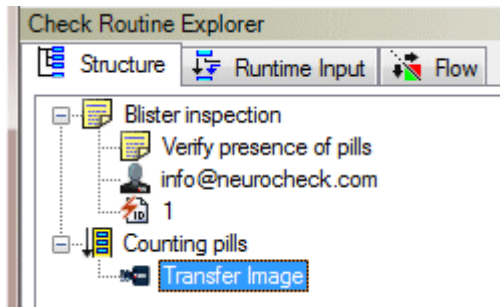 Check Routine Explorer
Structure Runtime Input Flow
Blister inspection
Verify presence of pills
info@neurocheck.com
ID 1
Counting pills
Transfer Image